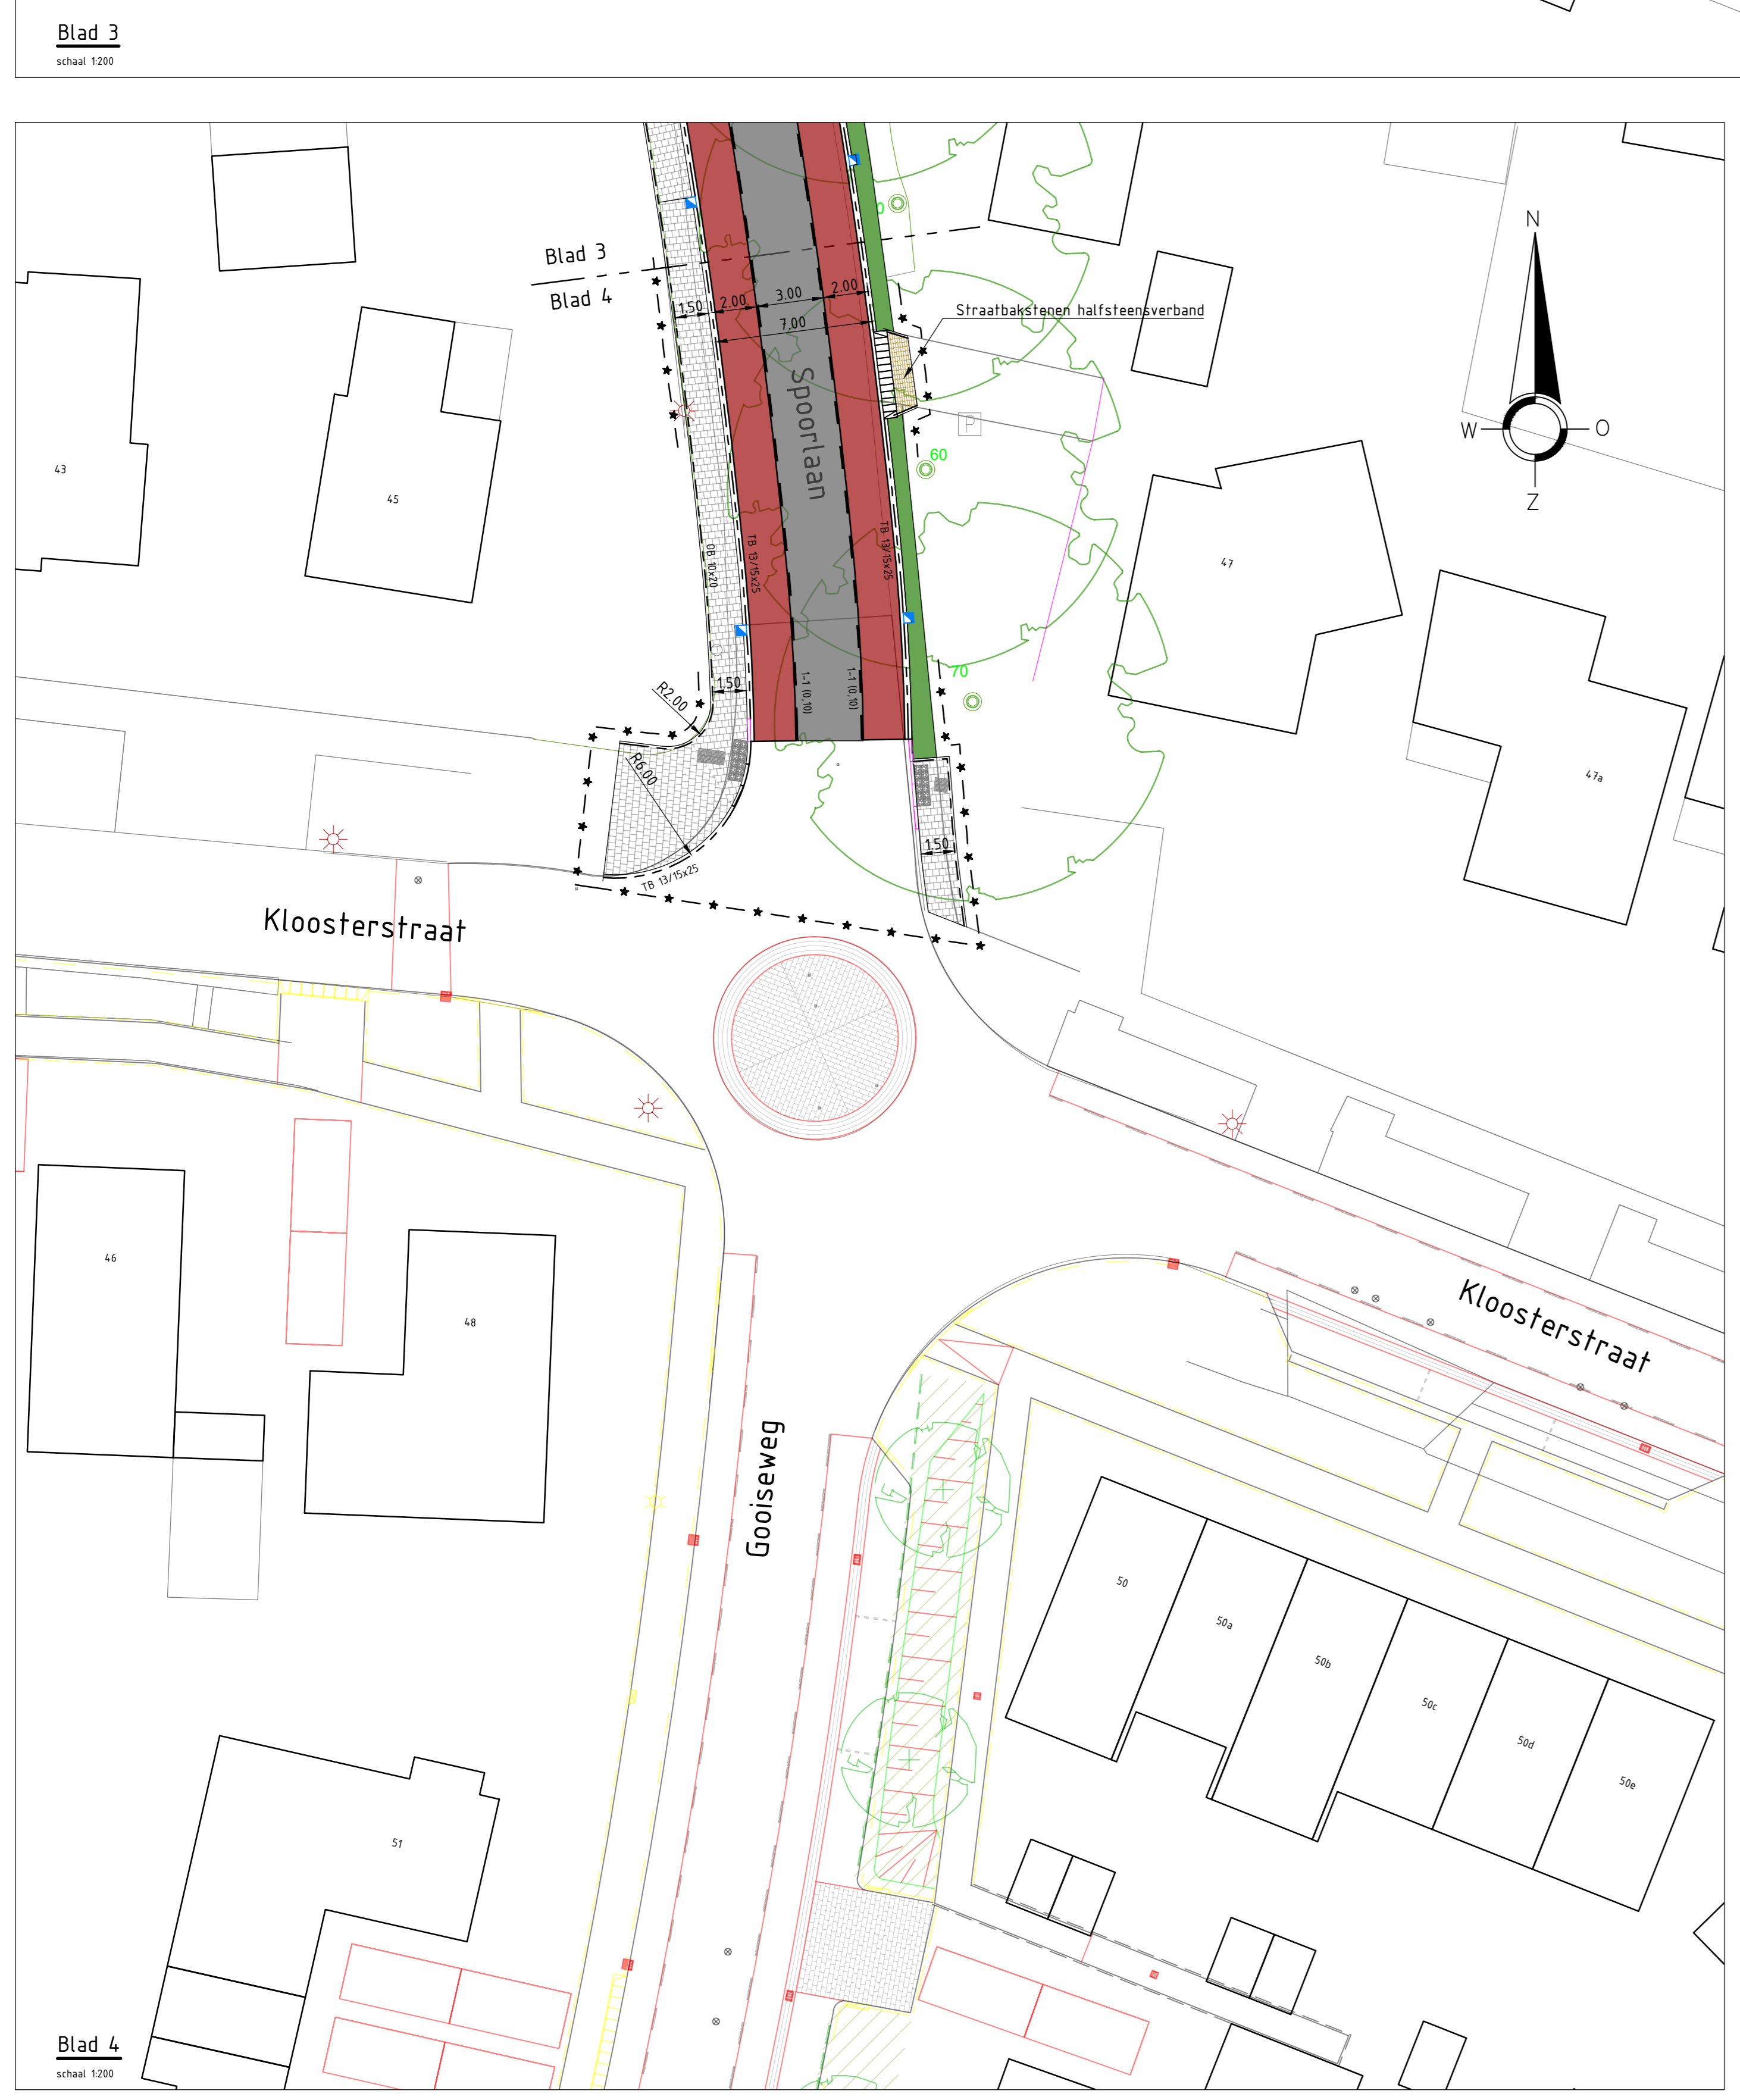 Blad 3
schaal 1:200
Blad 3
Blad 4
1.50
2.00
3.00
2.00
7.00
Straatbakstenen halfsteensverband
N
W
O
Z
P
60
70
Spoorlaan
43
45
47
47a
OB 10x20
TB 13/15x25
TB 13/15x25
1-1 (0,10)
1-1 (0,10)
1.50
R2.00
R6.00
1.50
TB 13/15x25
Kloosterstraat
Kloosterstraat
Gooiseweg
46
48
50
50a
50b
50c
50d
50e
51
Blad 4
schaal 1:200